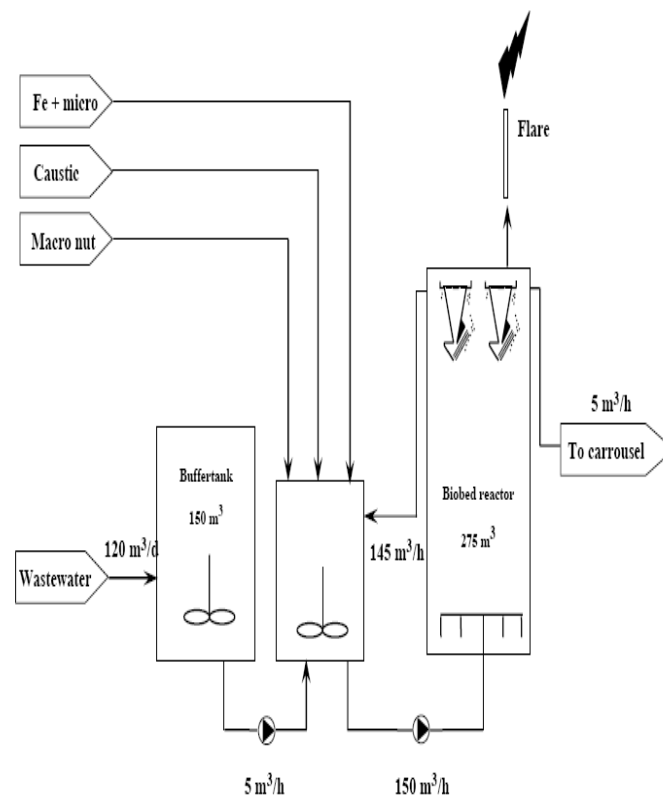 Fe + micro
Caustic
Macro nut
Flare
5 m³/h
To carrousel
Buffertank
150 m³
Biobed reactor
275 m³
120 m³/d
145 m³/h
Wastewater
5 m³/h
150 m³/h